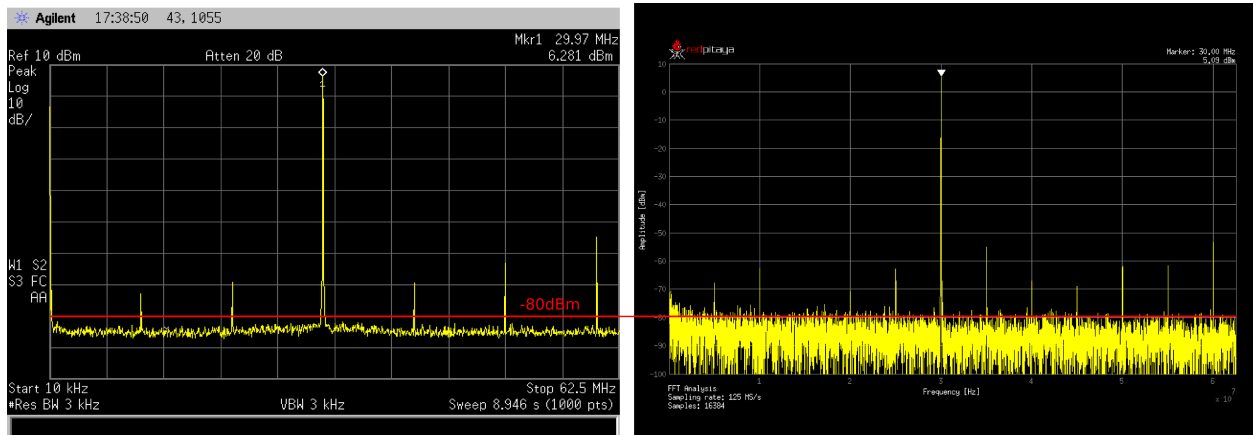 Agilent 17:38:50 43, 1055
Mkr1 29.97 MHz
Ref 10 dBm Atten 20 dB 6.281 dBm
Peak
Log
10
dB/
W1 S2
S3 FC
AA
-80dBm
Start 10 kHz Stop 62.5 MHz
#Res BW 3 kHz VBW 3 kHz Sweep 8.946 s (1000 pts)
redpitaya
Marker: 30.00 MHz
5.09 dBm
10
0
-10
-20
-30
-40
-50
-60
-70
-80
-90
-100
Amplitude [dBm]
1 2 3 4 5 6 7
Frequency [Hz]
x 10
FFT Analysis
Sampling rate: 125 MS/s
Samples: 16384